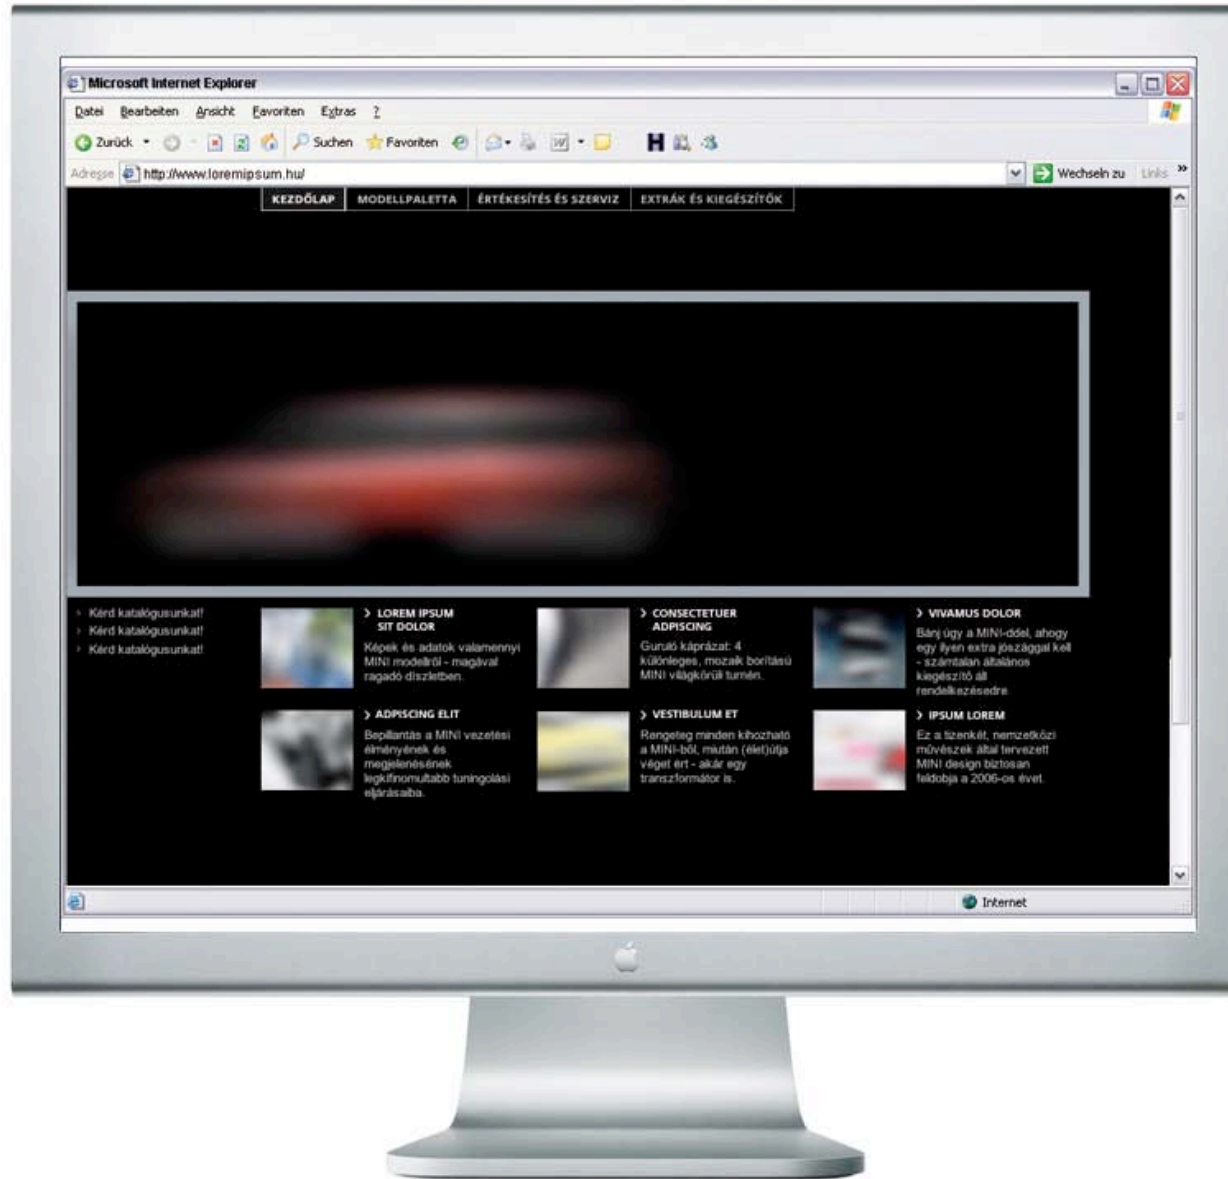 Microsoft Internet Explorer
Datei Bearbeiten Ansicht Favoriten Extras ?
Zurück Suchen Favoriten
Adresse http://www.loremipsum.hu/ Wechseln zu Links »
KEZDŐLAP MODELLPALETTA ÉRTÉKESÍTÉS ÉS SZERVIZ EXTRÁK ÉS KIEGÉSZÍTŐK
› Kérd katalógusunkat!
› Kérd katalógusunkat!
› Kérd katalógusunkat!
› LOREM IPSUM
SIT DOLOR
Képek és adatok valamennyi
MINI modellről - magával
ragadó díszletben.
› CONSECTETUER
ADIPISCING
Guruló káprázat: 4
különleges, mozaik borítású
MINI világkörüli turnén.
› VIVAMUS DOLOR
Bánj úgy a MINI-ddel, ahogy
egy ilyen extra jószággal kell
- számtalan általános
kiegészítő áll
rendelkezésedre.
› ADPISCING ELIT
Bepillantás a MINI vezetési
élményének és
megjelenésének
legkifinomultabb tuningolási
eljárásaiba.
› VESTIBULUM ET
Rengeteg minden kihozható
a MINI-ből, miután (élet)útja
véget ért - akár egy
transzformátor is.
› IPSUM LOREM
Ez a tizenkét, nemzetközi
művészek által tervezett
MINI design biztosan
feldobja a 2006-os évet.
Internet